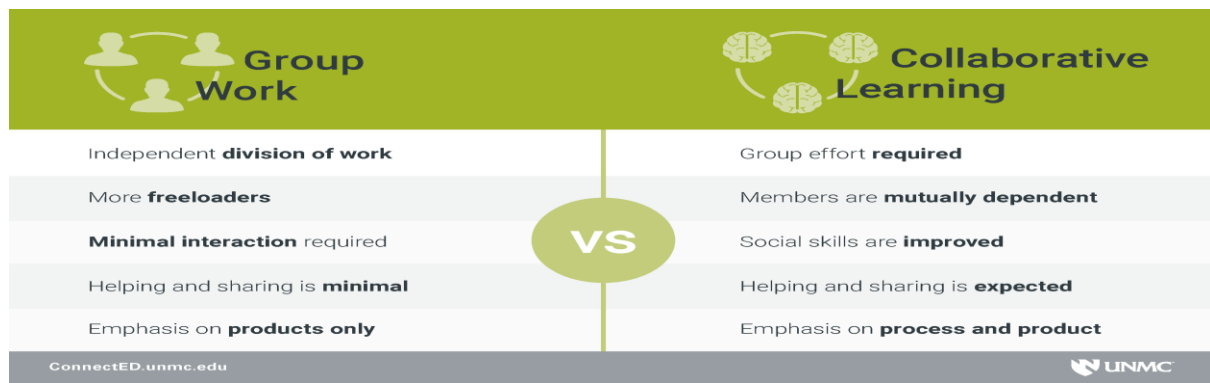 Group
Work
Collaborative
Learning
Independent division of work
Group effort required
More freeloaders
Members are mutually dependent
Minimal interaction required
VS
Social skills are improved
Helping and sharing is minimal
Helping and sharing is expected
Emphasis on products only
Emphasis on process and product
ConnectED.unmc.edu
UNMC